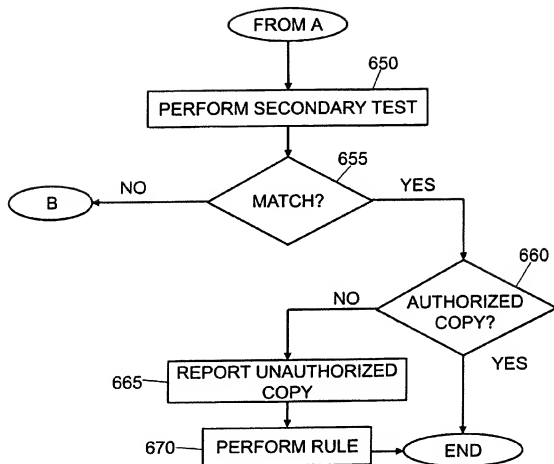 FROM A
650
PERFORM SECONDARY TEST
655
NO
YES
B
MATCH?
660
NO
AUTHORIZED
COPY?
YES
665
REPORT UNAUTHORIZED
COPY
670
PERFORM RULE
END